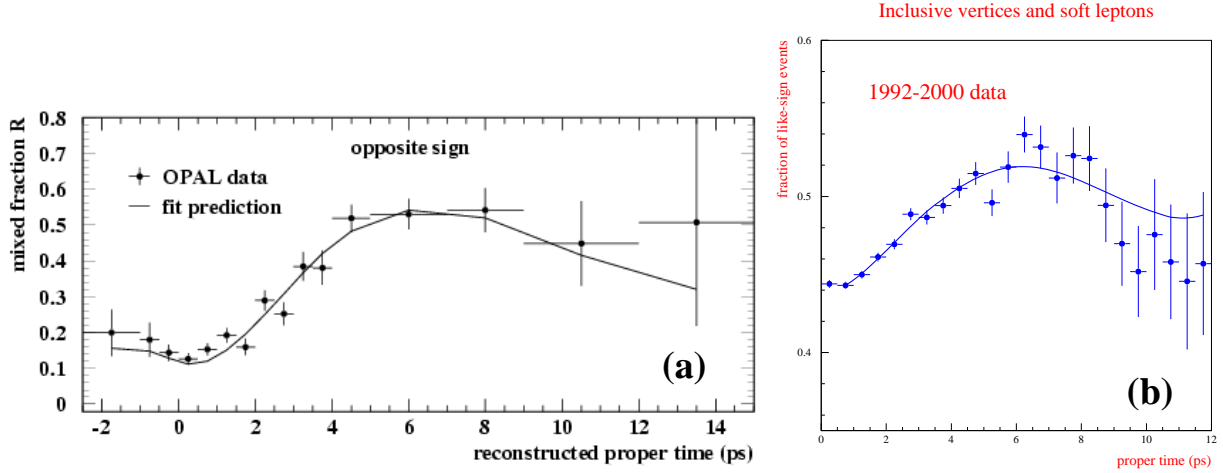 0.8
0.7
0.6
0.5
0.4
0.3
0.2
0.1
0
mixed fraction R
opposite sign
OPAL data
fit prediction
(a)
-2 0 2 4 6 8 10 12 14
reconstructed proper time (ps)
Inclusive vertices and soft leptons
0.6
0.5
0.4
fraction of like-sign events
1992-2000 data
(b)
0 2 4 6 8 10 12
proper time (ps)